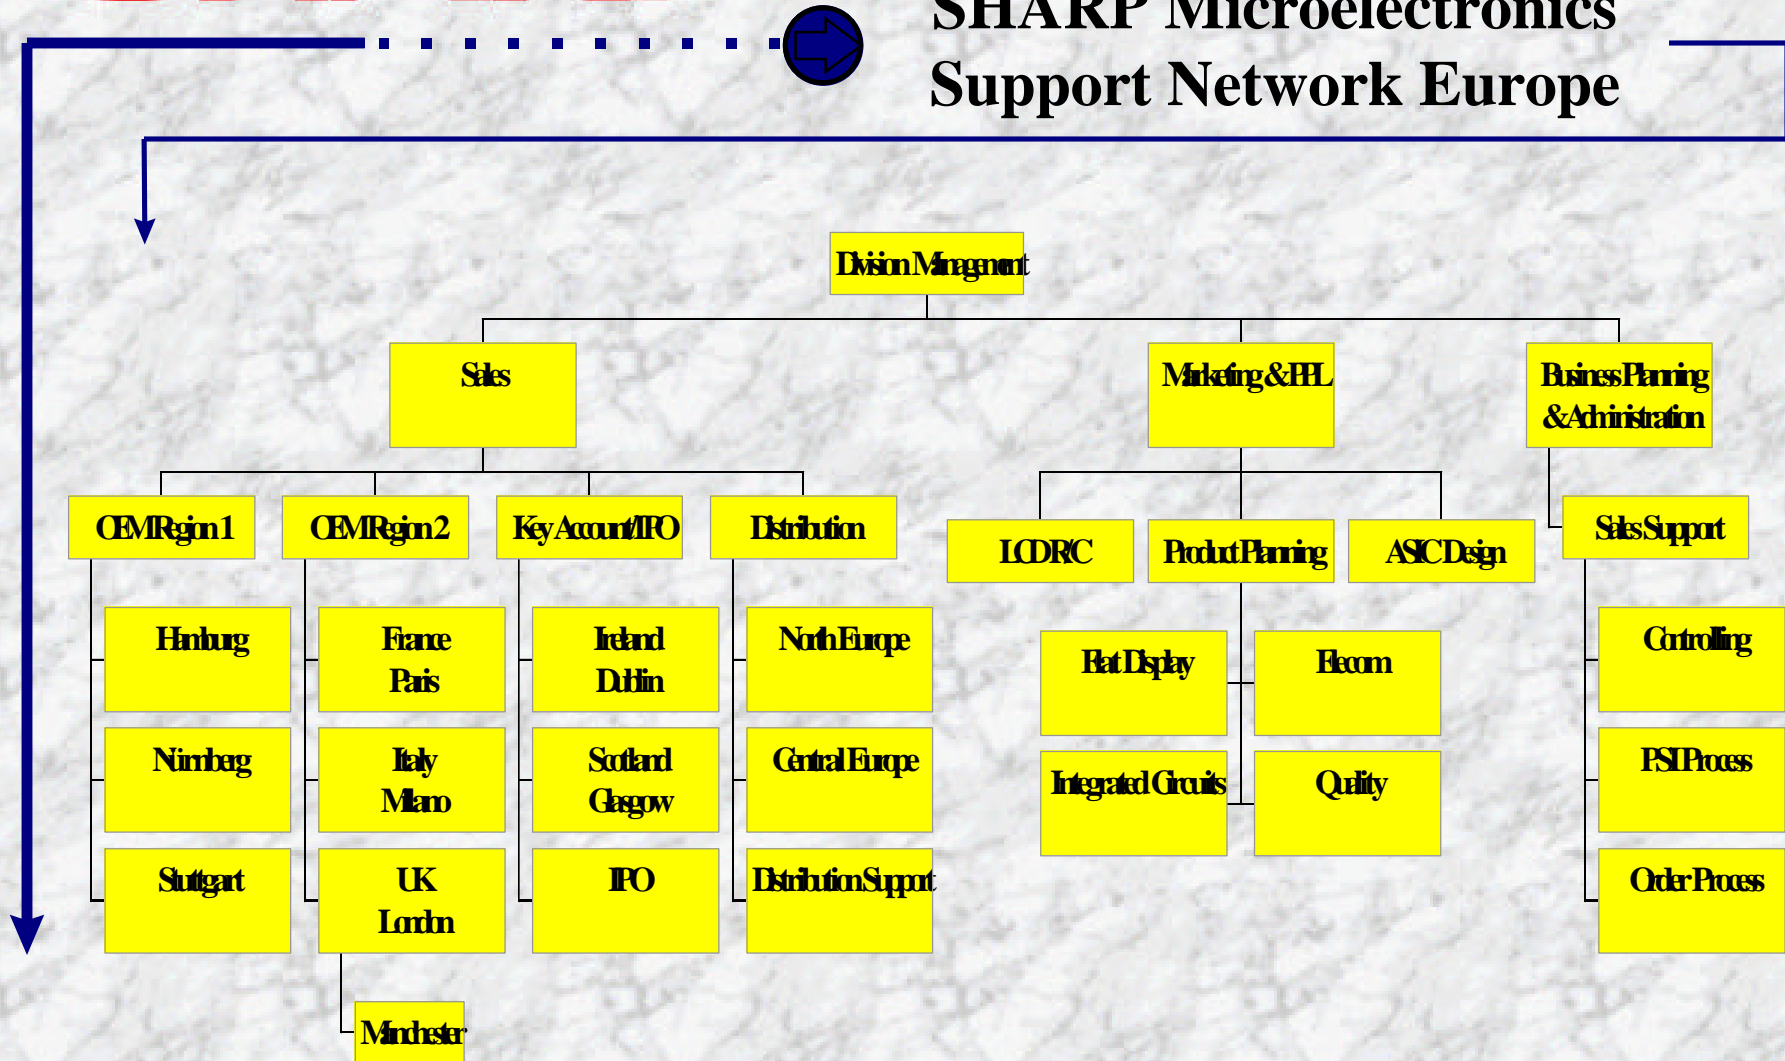 SHARP Microelectronics
Support Network Europe
Division Management
Sales
Marketing & PPL
Business Planning
& Administration
OEM Region 1
OEM Region 2
Key Account/IPO
Distribution
LCD R/C
Product Planning
ASIC Design
Sales Support
Hamburg
France
Paris
Ireland
Dublin
North Europe
Flat Display
Elecom
Controlling
Nürnberg
Italy
Milano
Scotland
Glasgow
Central Europe
Integrated Circuits
Quality
PSI Process
Stuttgart
UK
London
IPO
Distribution Support
Order Process
Manchester